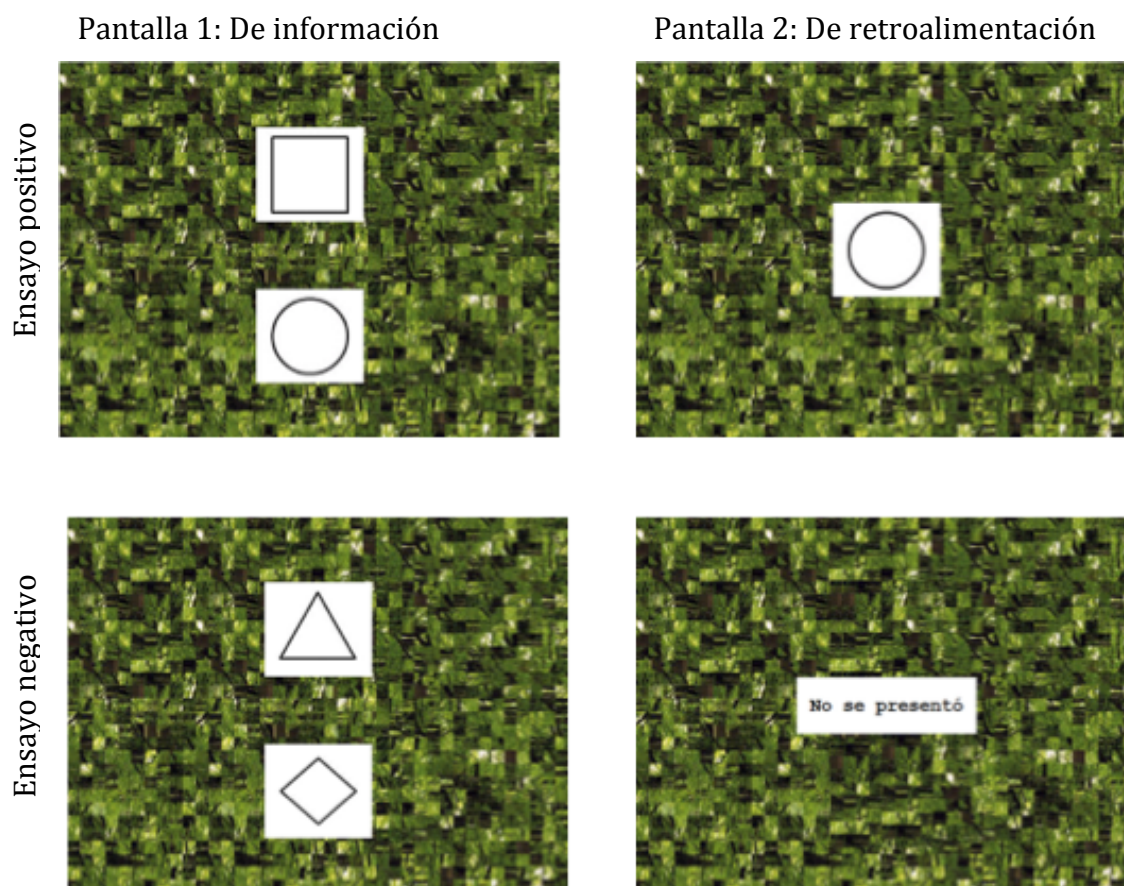 Pantalla 1: De información
Pantalla 2: De retroalimentación
Ensayo positivo
Ensayo negativo
No se presentó